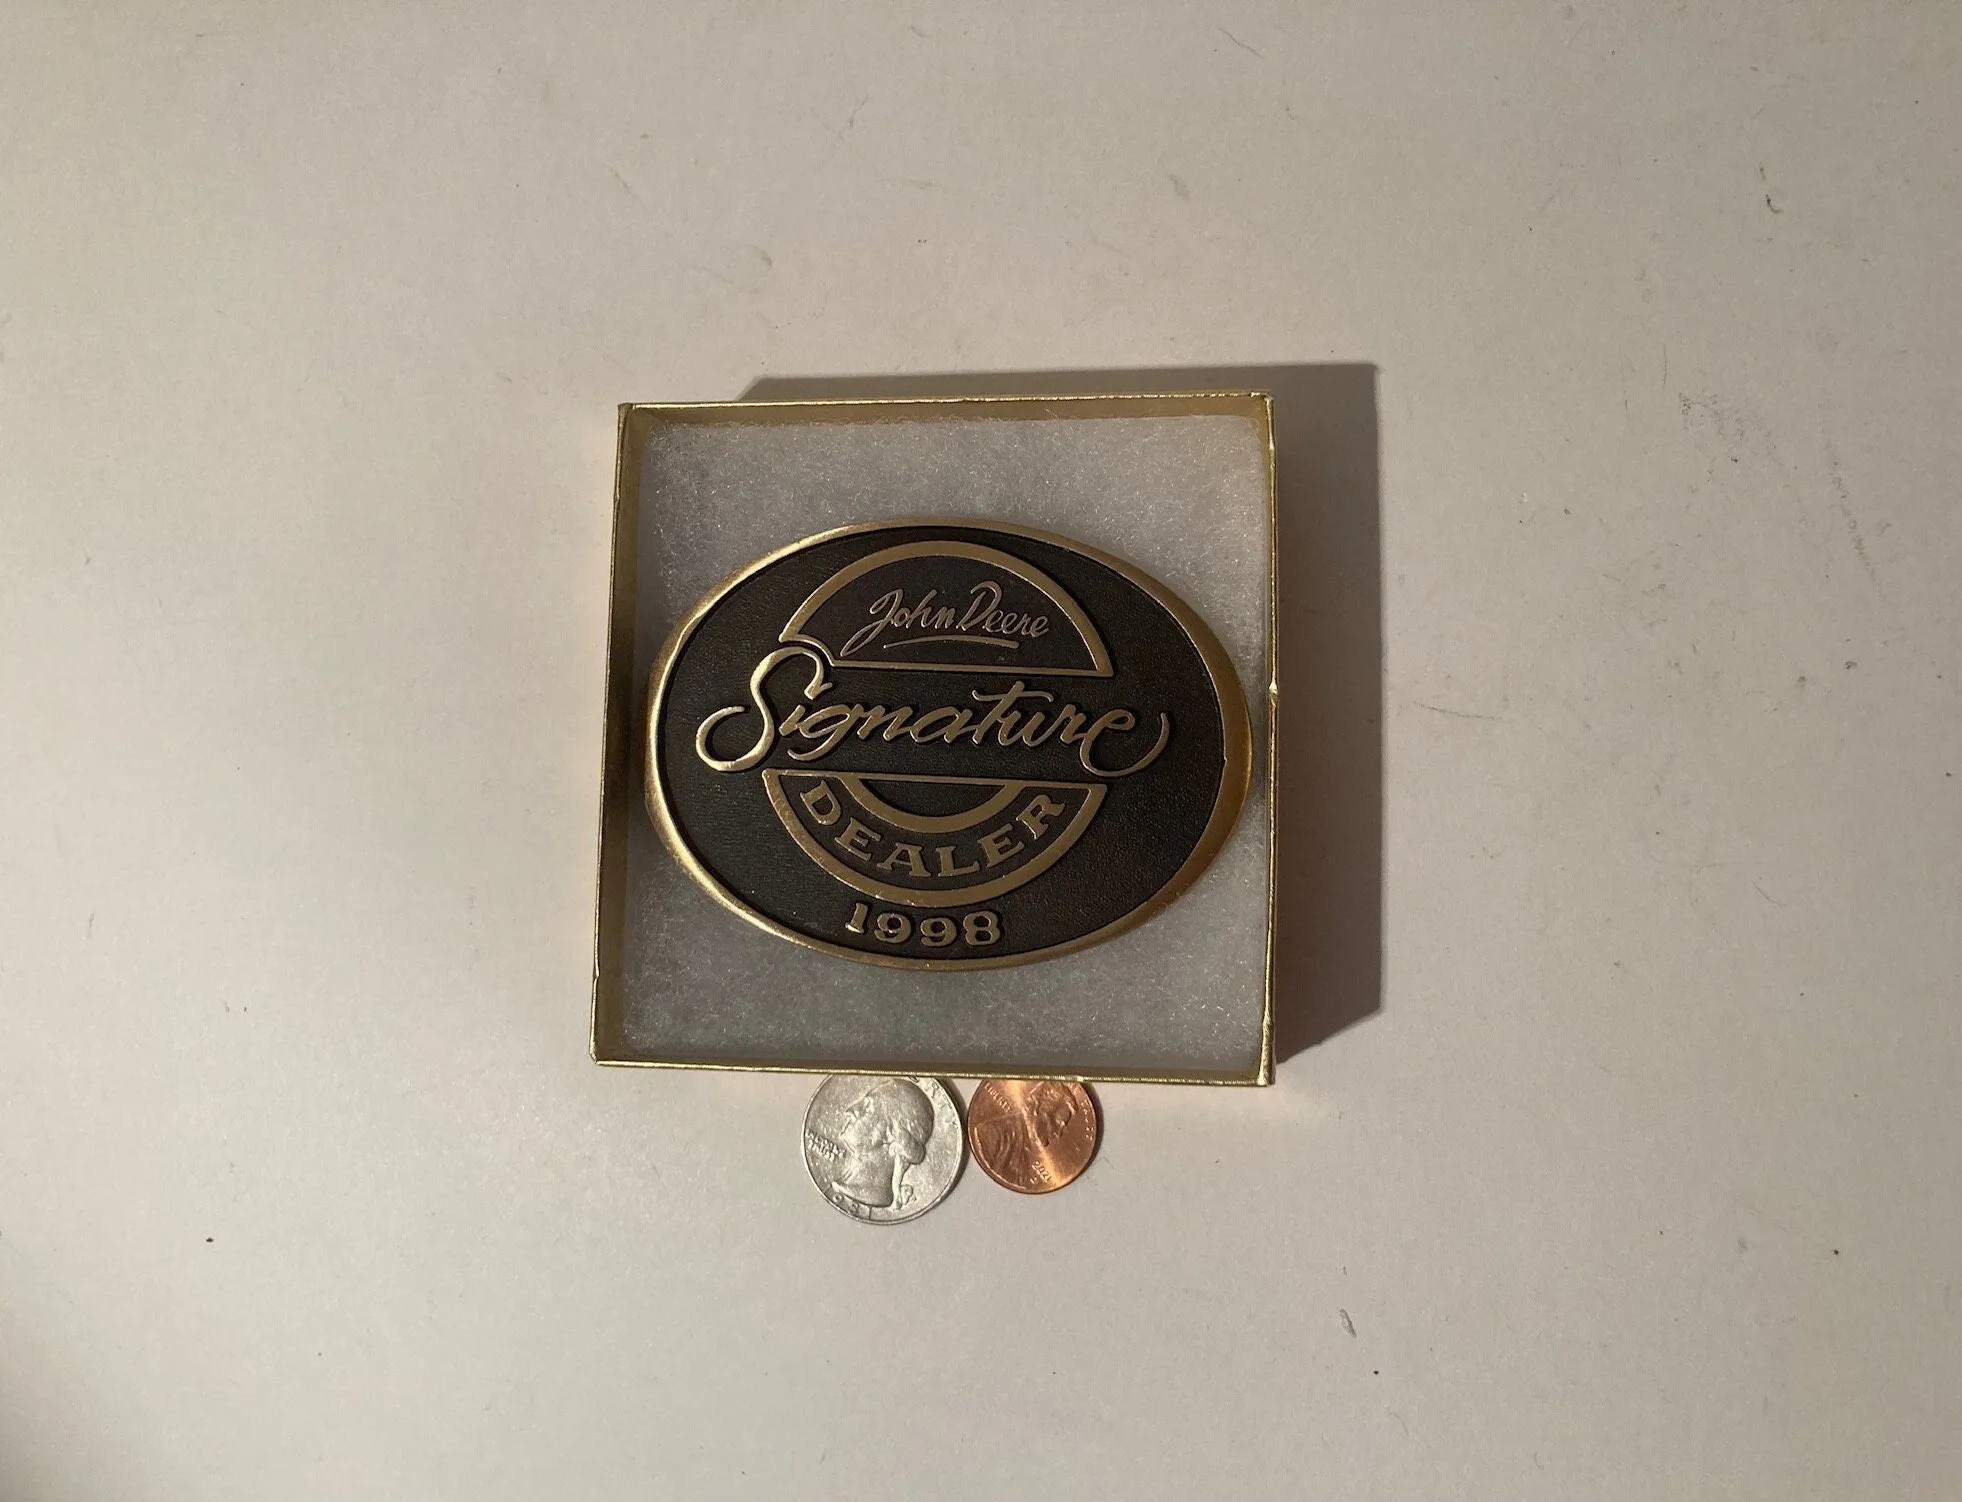 John Deere
Signature
DEALER
1998